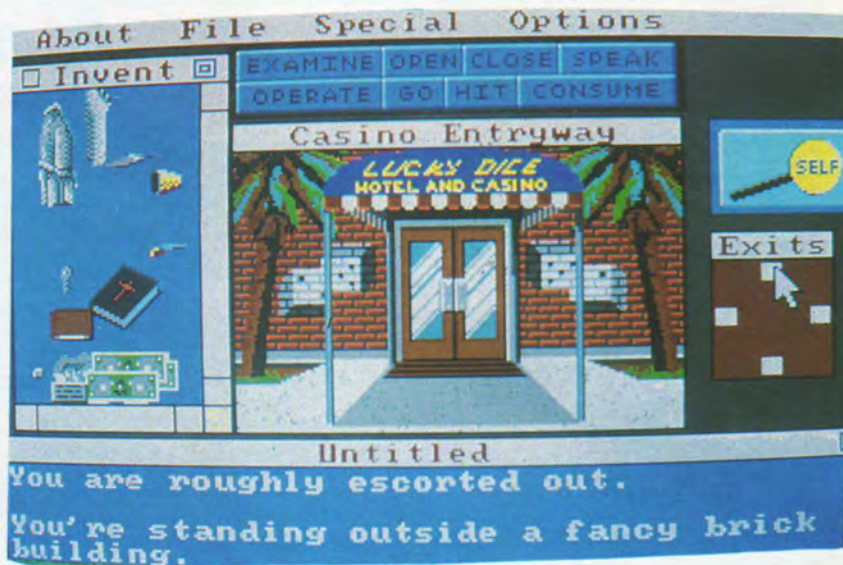 About File Special Options
Invent
EXAMINE OPEN CLOSE SPEAK
OPERATE GO HIT CONSUME
Casino Entryway
LUCKY DICE
HOTEL AND CASINO
SELF
Exits
Untitled
You are roughly escorted out.
You're standing outside a fancy brick
building.